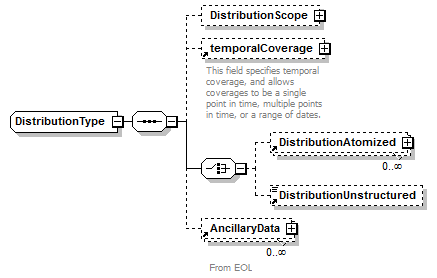 DistributionScope
temporalCoverage
This field specifies temporal
coverage, and allows
coverages to be a single
point in time, multiple points
in time, or a range of dates.
DistributionType
DistributionAtomized
0..∞
DistributionUnstructured
AncillaryData
0..∞
From EOL